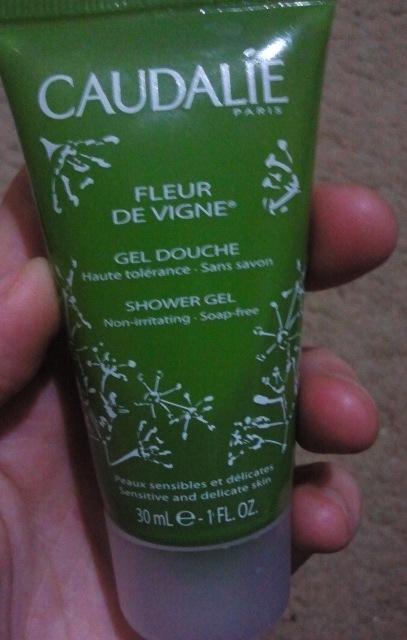 CAUDALÍE
PARIS
FLEUR
DE VIGNE®
GEL DOUCHE
Haute tolérance · Sans savon
SHOWER GEL
Non-irritating · Soap-free
Peaux sensibles et délicates
Sensitive and delicate skin
30 mL ℮ - 1 FL. OZ.